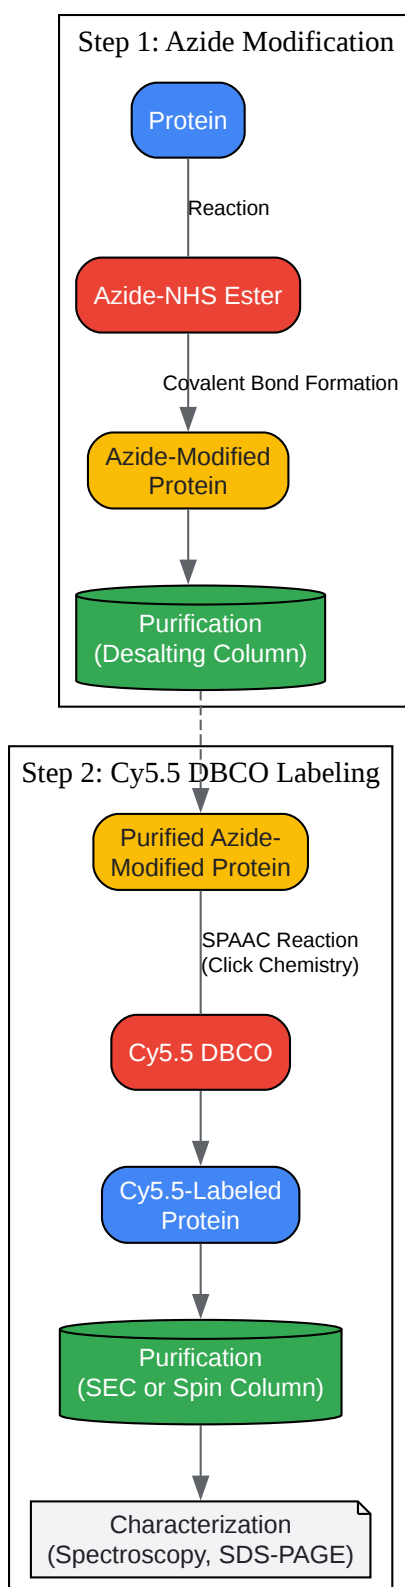 Step 1: Azide Modification
Protein
Reaction
Azide-NHS Ester
Covalent Bond Formation
Azide-Modified
Protein
Purification
(Desalting Column)
Step 2: Cy5.5 DBCO Labeling
Purified Azide-
Modified Protein
SPAAC Reaction
(Click Chemistry)
Cy5.5 DBCO
Cy5.5-Labeled
Protein
Purification
(SEC or Spin Column)
Characterization
(Spectroscopy, SDS-PAGE)